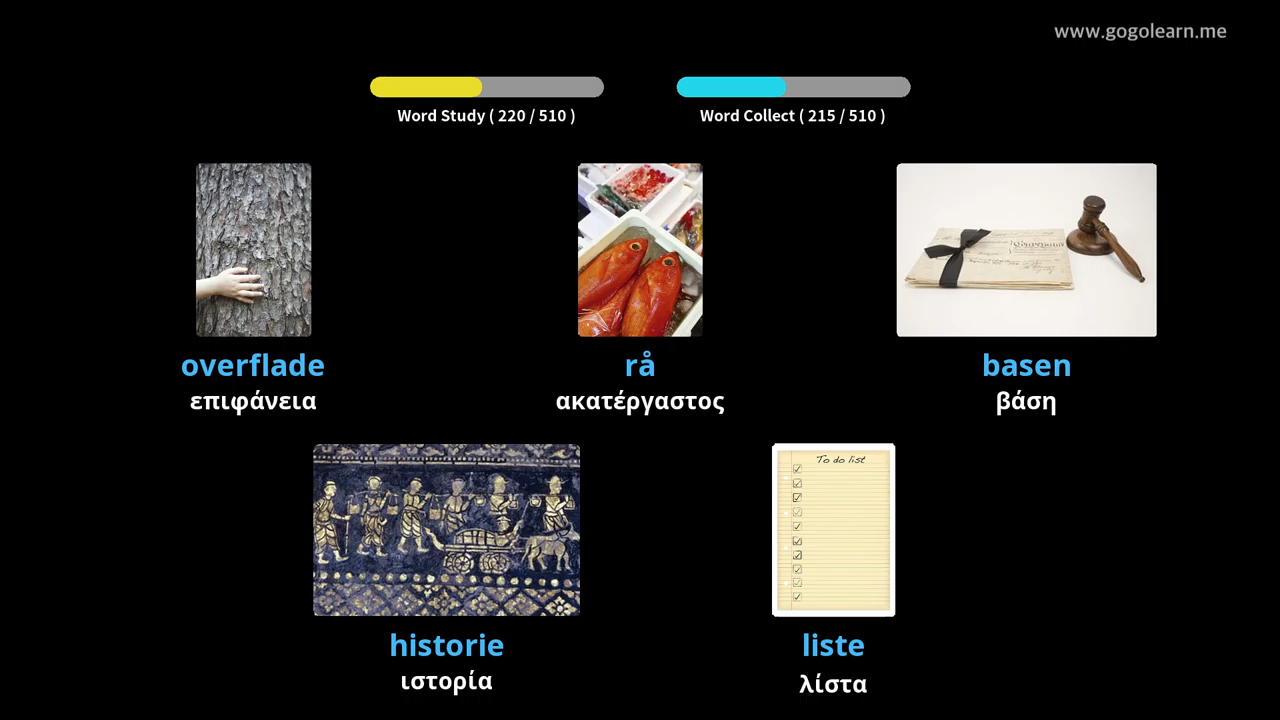 www.gogolearn.me
Word Study ( 220 / 510 )
Word Collect ( 215 / 510 )
overflade
επιφάνεια
rå
ακατέργαστος
basen
βάση
historie
ιστορία
To do list
liste
λίστα